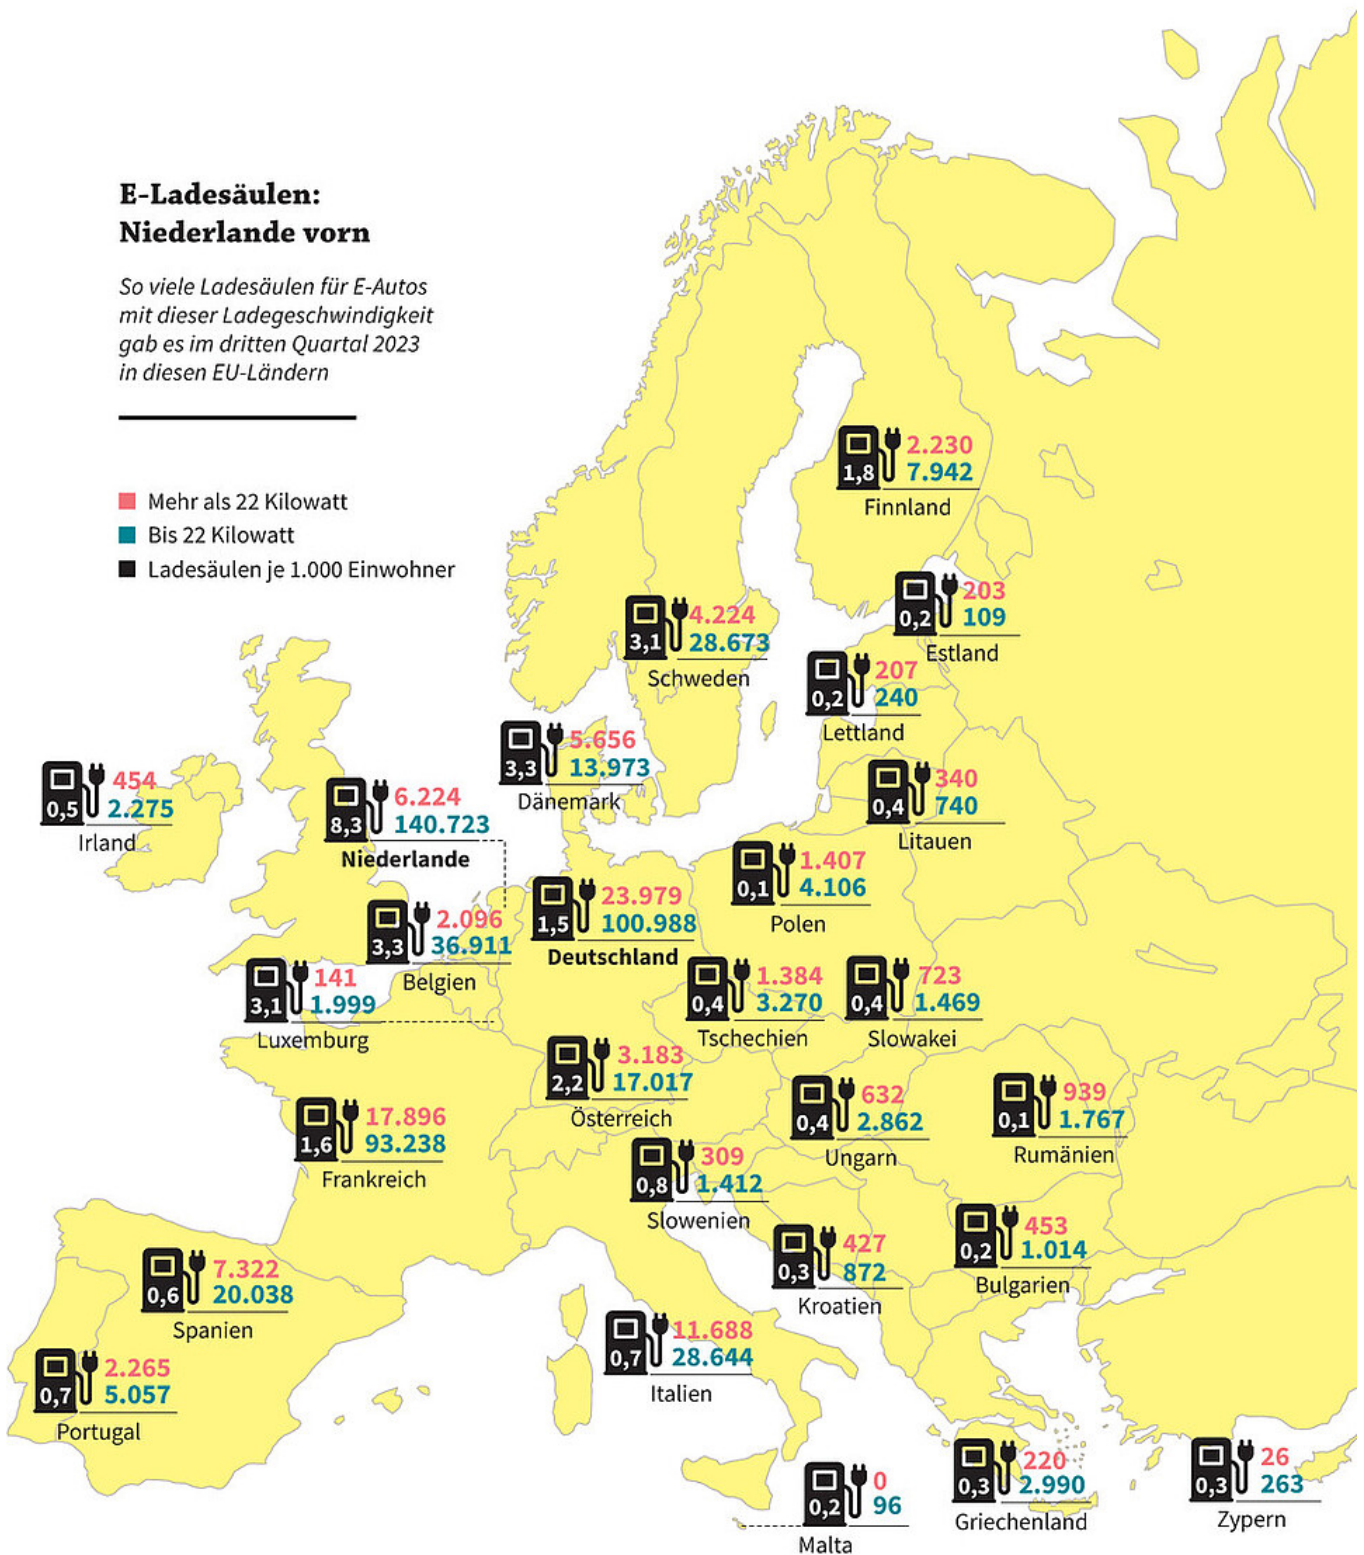 E-Ladesäulen:
Niederlande vorn
So viele Ladesäulen für E-Autos
mit dieser Ladegeschwindigkeit
gab es im dritten Quartal 2023
in diesen EU-Ländern
Mehr als 22 Kilowatt
Bis 22 Kilowatt
Ladesäulen je 1.000 Einwohner
2.230
1,8 7.942
Finnland
203
0,2 109
Estland
4.224
3,1 28.673
Schweden
207
0,2 240
Lettland
5.656
3,3 13.973
Dänemark
340
0,4 740
Litauen
454
0,5 2.275
Irland
6.224
8,3 140.723
Niederlande
1.407
0,1 4.106
Polen
23.979
1,5 100.988
Deutschland
2.096
3,3 36.911
Belgien
141
3,1 1.999
Luxemburg
1.384
0,4 3.270
Tschechien
723
0,4 1.469
Slowakei
3.183
2,2 17.017
Österreich
632
0,4 2.862
Ungarn
939
0,1 1.767
Rumänien
17.896
1,6 93.238
Frankreich
309
0,8 1.412
Slowenien
453
0,2 1.014
Bulgarien
427
0,3 872
Kroatien
7.322
0,6 20.038
Spanien
11.688
0,7 28.644
Italien
2.265
0,7 5.057
Portugal
0
0,2 96
Malta
220
0,3 2.990
Griechenland
26
0,3 263
Zypern